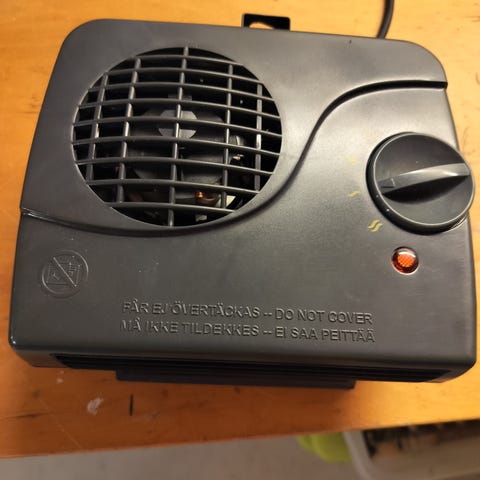 FÅR EJ ÖVERTÄCKAS -- DO NOT COVER
MÅ IKKE TILDEKKES -- EI SAA PEITTÄÄ